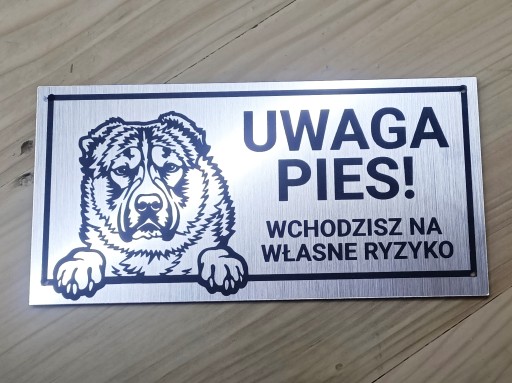 UWAGA
PIES!
WCHODZISZ NA
WŁASNE RYZYKO